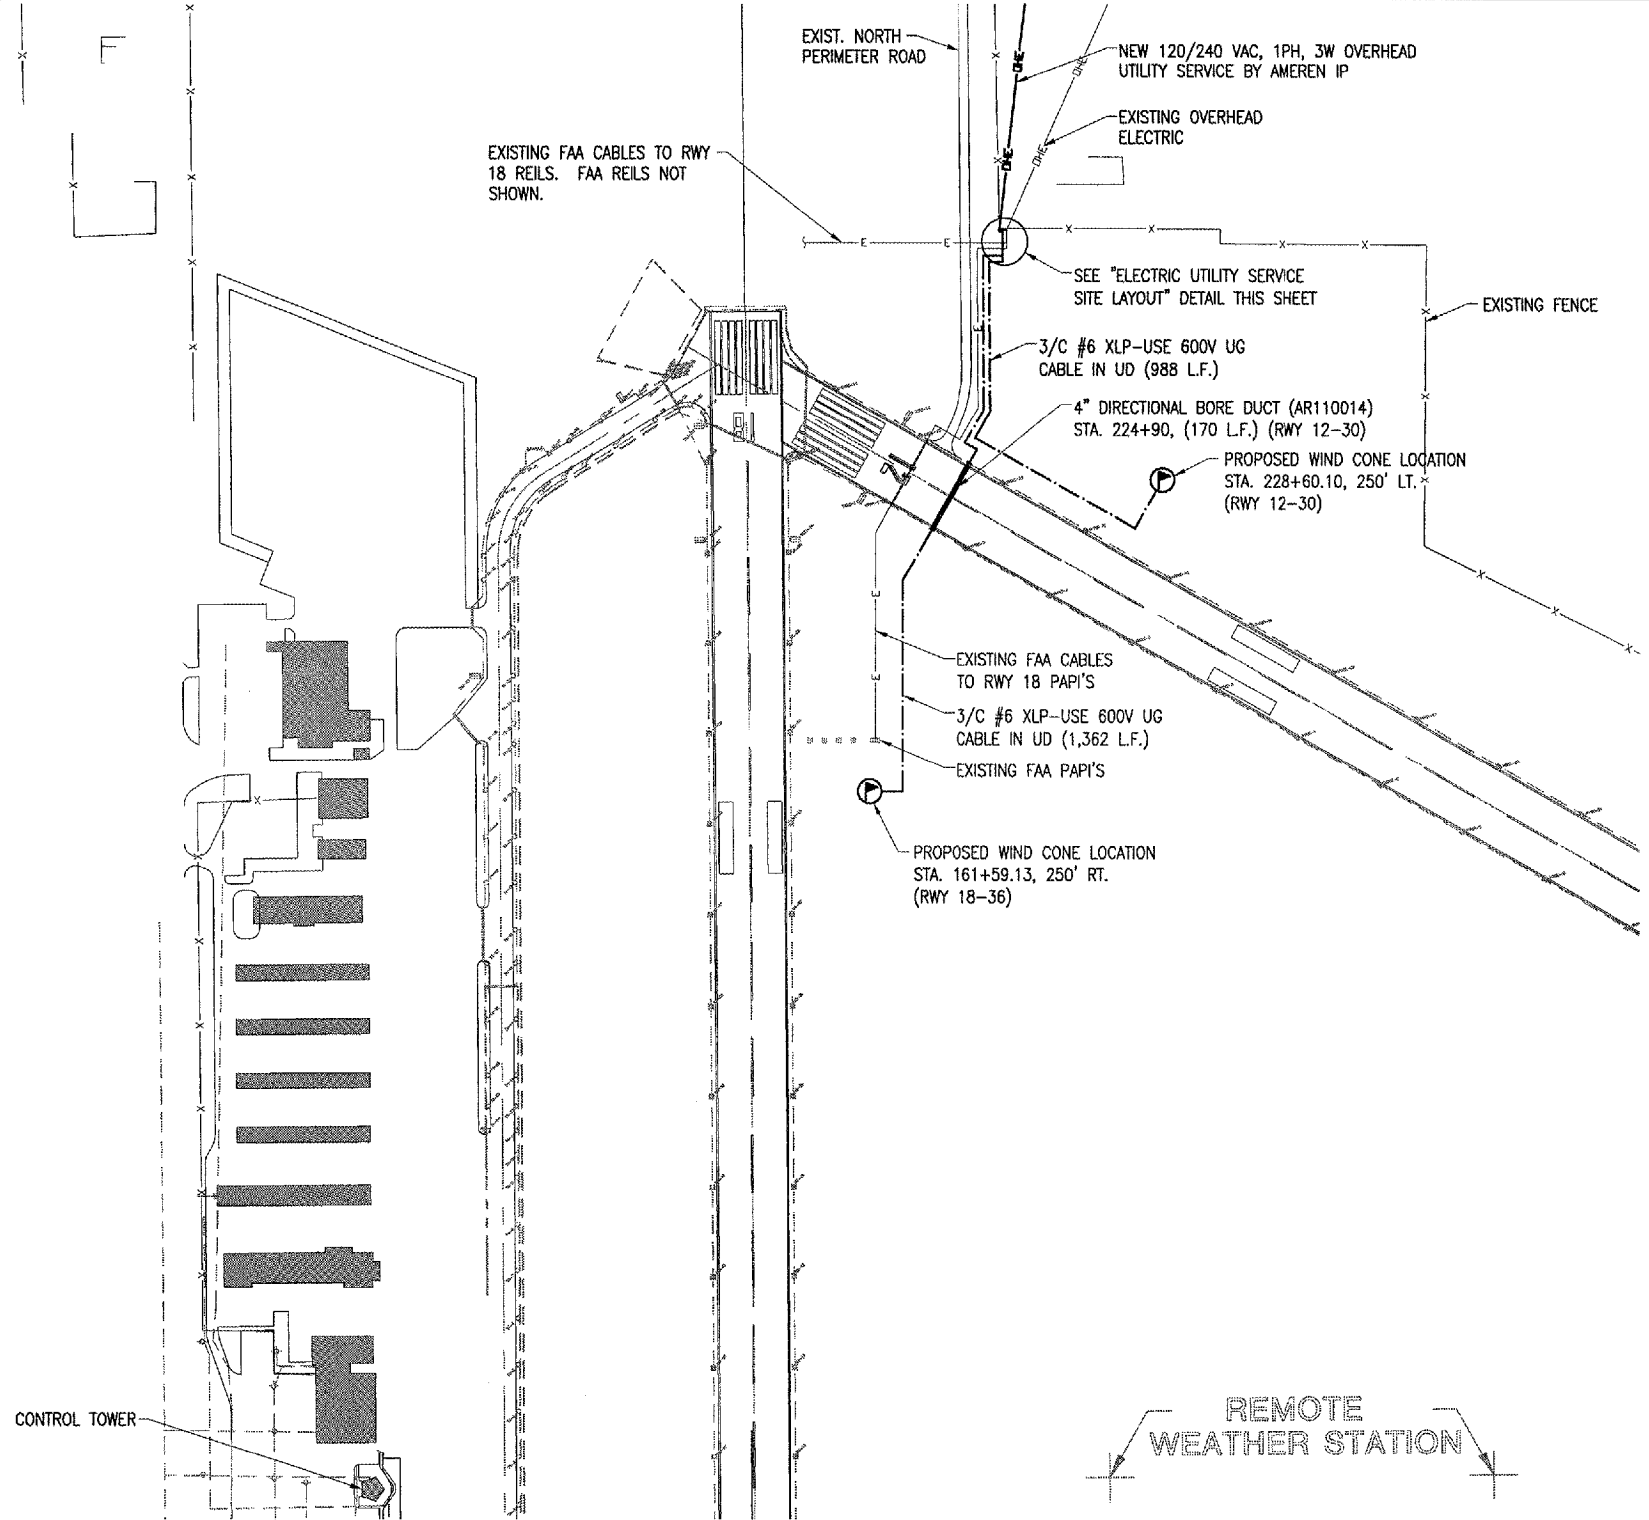 EXIST. NORTH
PERIMETER ROAD
NEW 120/240 VAC, 1PH, 3W OVERHEAD
UTILITY SERVICE BY AMEREN IP
OHE
OHE
EXISTING OVERHEAD
ELECTRIC
OHE
OHE
EXISTING FAA CABLES TO RWY
18 REILS. FAA REILS NOT
SHOWN.
E
E
SEE "ELECTRIC UTILITY SERVICE
SITE LAYOUT" DETAIL THIS SHEET
EXISTING FENCE
3/C #6 XLP-USE 600V UG
CABLE IN UD (988 L.F.)
4" DIRECTIONAL BORE DUCT (AR110014)
STA. 224+90, (170 L.F.) (RWY 12-30)
PROPOSED WIND CONE LOCATION
STA. 228+60.10, 250' LT.
(RWY 12-30)
E
EXISTING FAA CABLES
TO RWY 18 PAPI'S
E
3/C #6 XLP-USE 600V UG
CABLE IN UD (1,362 L.F.)
EXISTING FAA PAPI'S
PROPOSED WIND CONE LOCATION
STA. 161+59.13, 250' RT.
(RWY 18-36)
CONTROL TOWER
REMOTE
WEATHER STATION